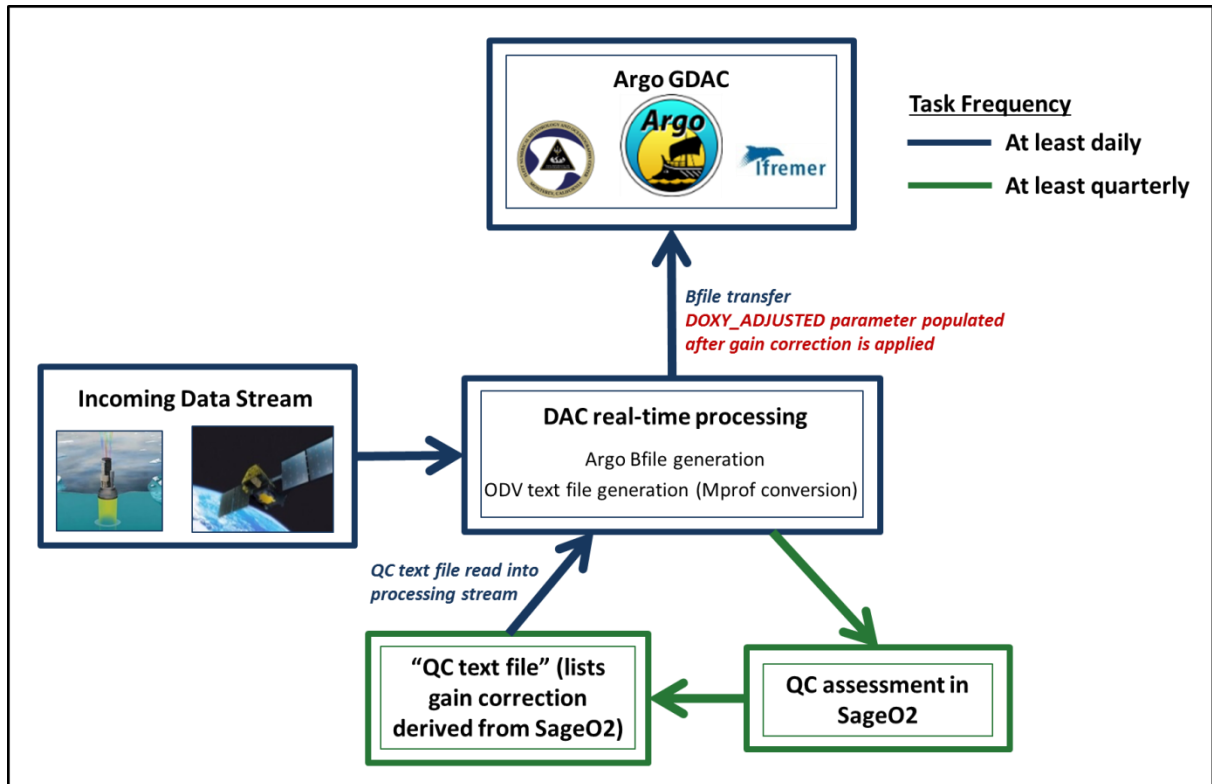 Argo GDAC
Argo
Ifremer
Task Frequency
At least daily
At least quarterly
Bfile transfer
DOXY_ADJUSTED parameter populated
after gain correction is applied
Incoming Data Stream
DAC real-time processing
Argo Bfile generation
ODV text file generation (Mprof conversion)
QC text file read into
processing stream
“QC text file” (lists
gain correction
derived from SageO2)
QC assessment in
SageO2